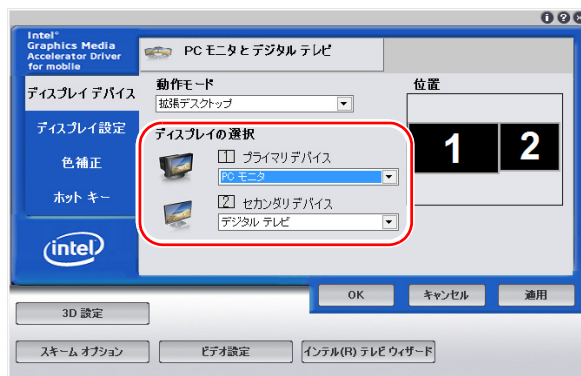 Intel®
Graphics Media
Accelerator Driver
for mobile
PC モニタとデジタル テレビ
ディスプレイ デバイス
ディスプレイ設定
色補正
ホット キー
intel
動作モード
拡張デスクトップ
ディスプレイの選択
1 プライマリデバイス
PC モニタ
2 セカンダリデバイス
デジタル テレビ
位置
1 2
OK キャンセル 適用
3D 設定
スキーム オプション ビデオ設定 インテル(R) テレビ ウィザード